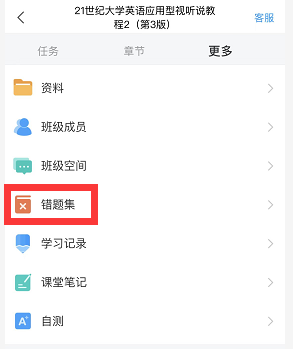 21世纪大学英语应用型视听说教
程2（第3版）
客服
任务
章节
更多
资料
班级成员
班级空间
错题集
学习记录
课堂笔记
A+
自测